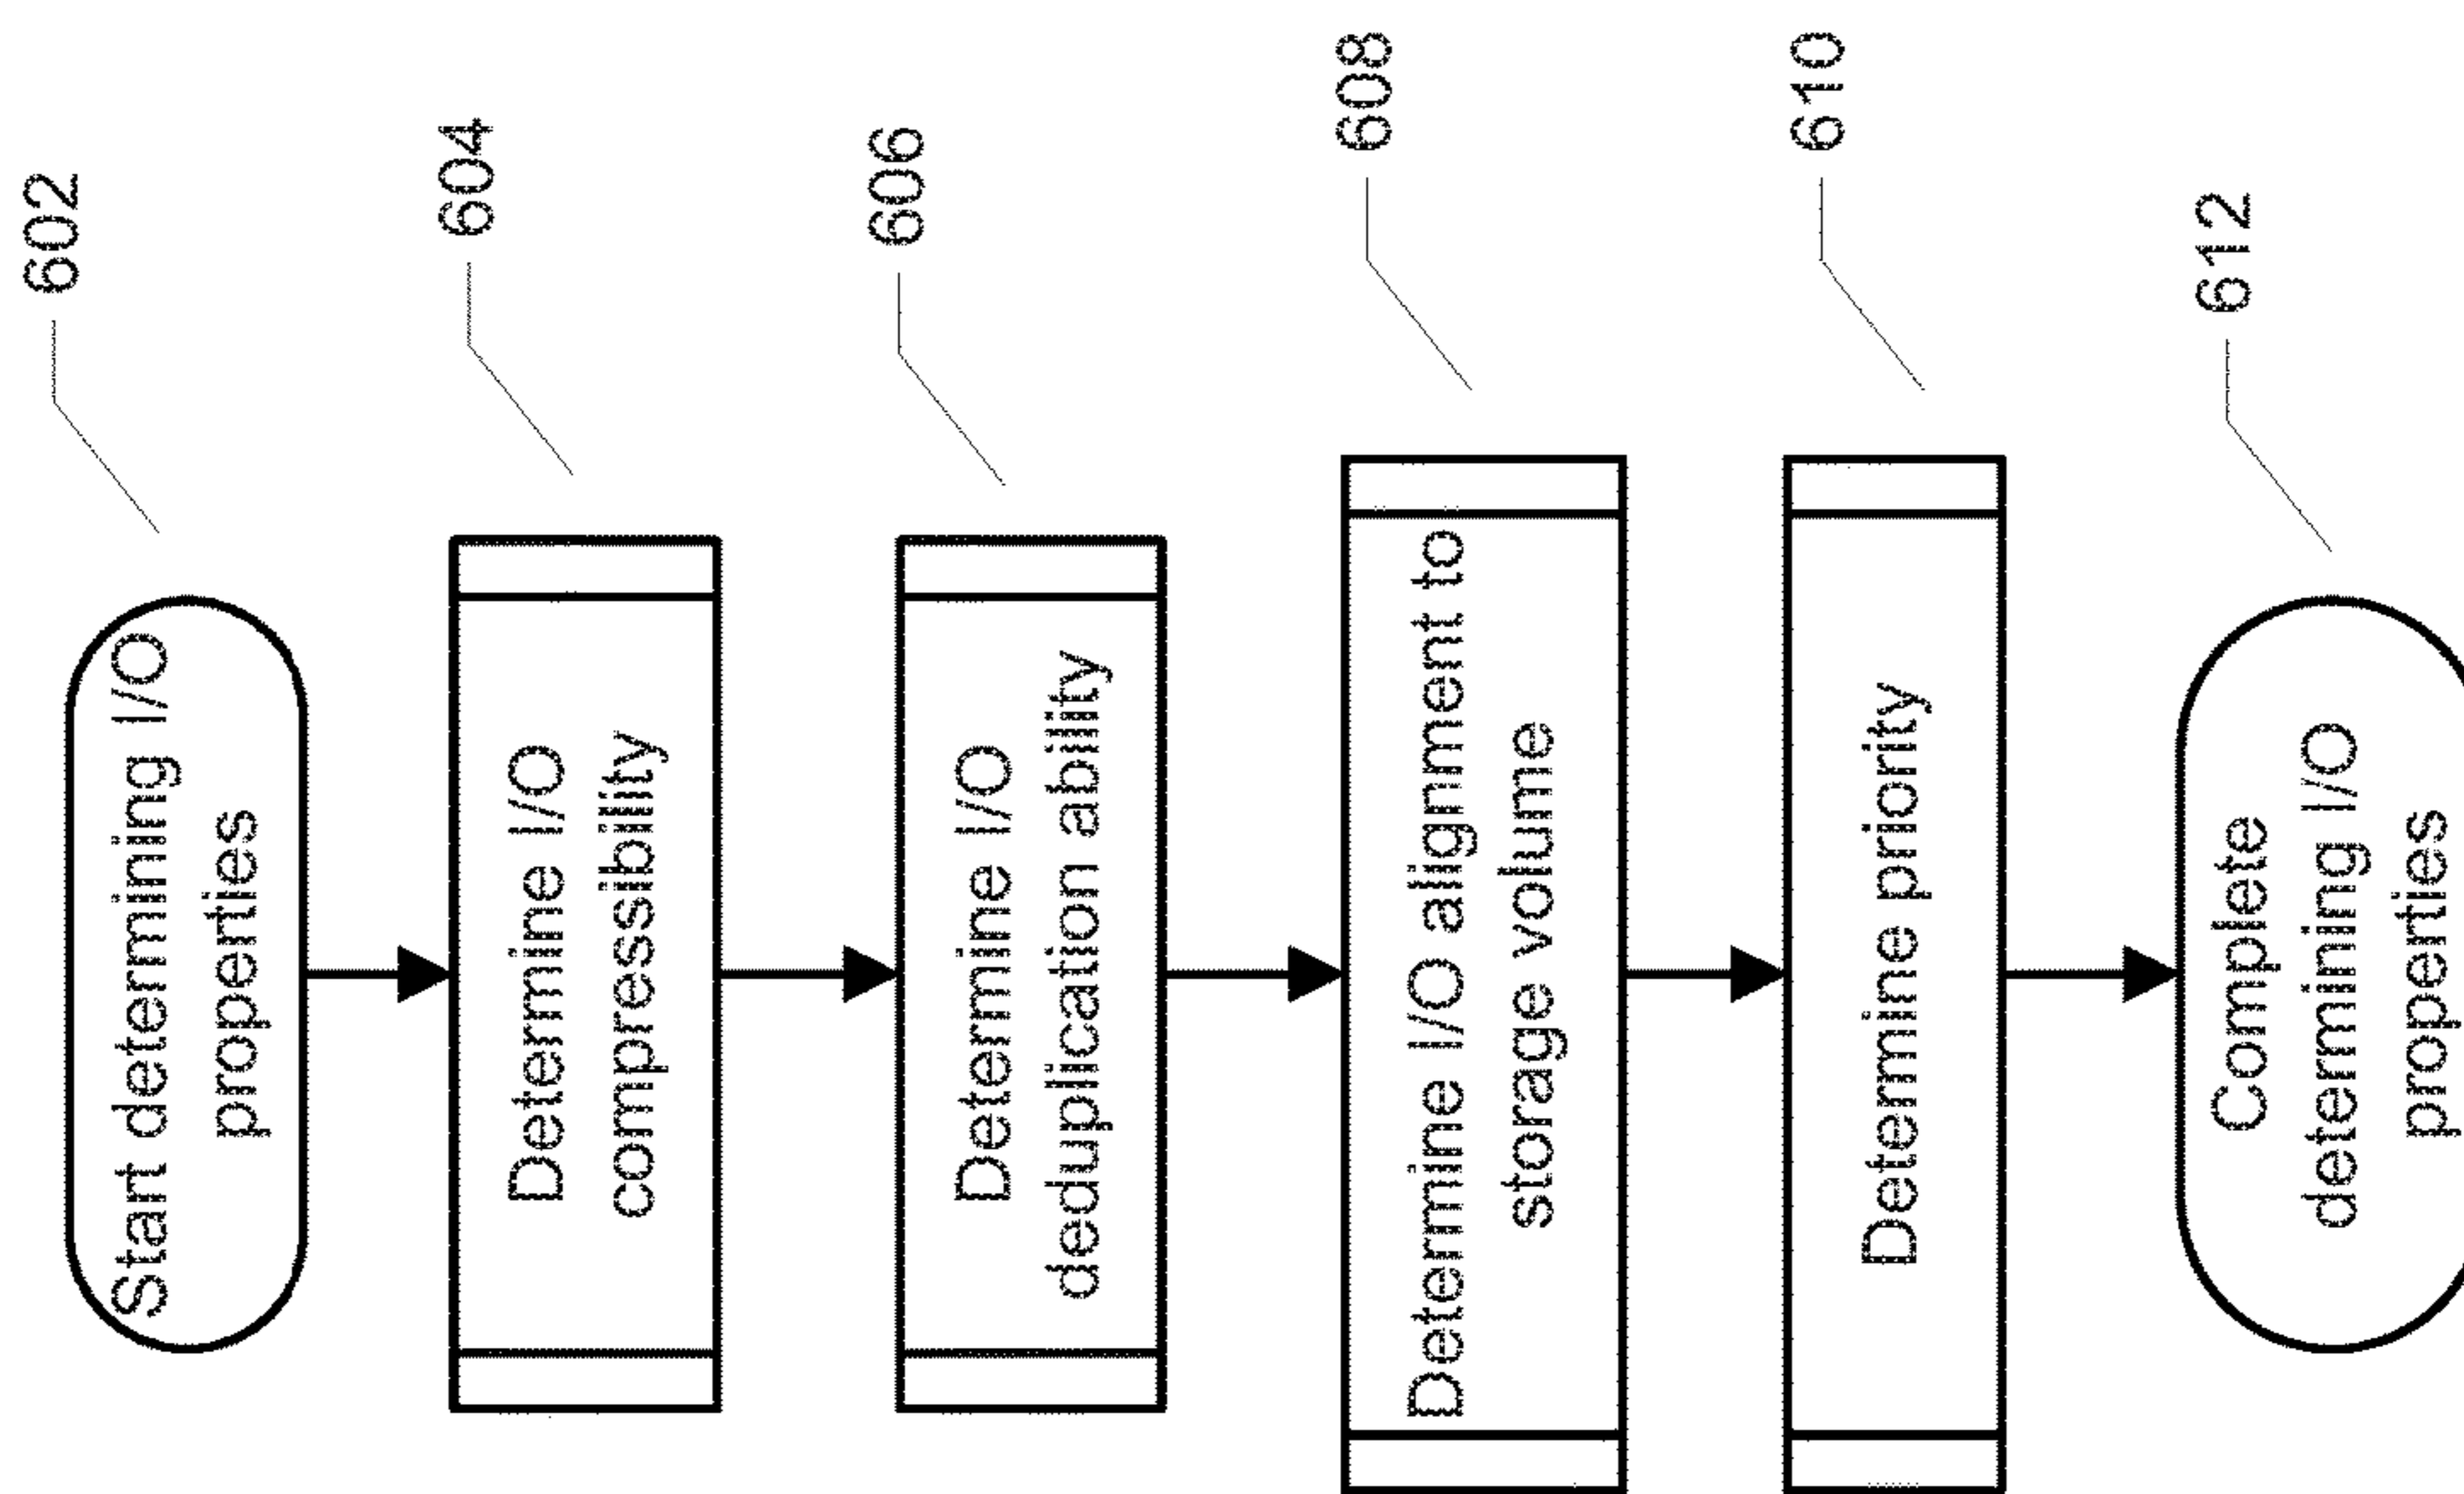 602
Start determining I/O
properties
604
Determine I/O
compressibility
606
Determine I/O
deduplication ability
608
Determine I/O alignment to
storage volume
610
Determine priority
612
Complete
determining I/O
properties